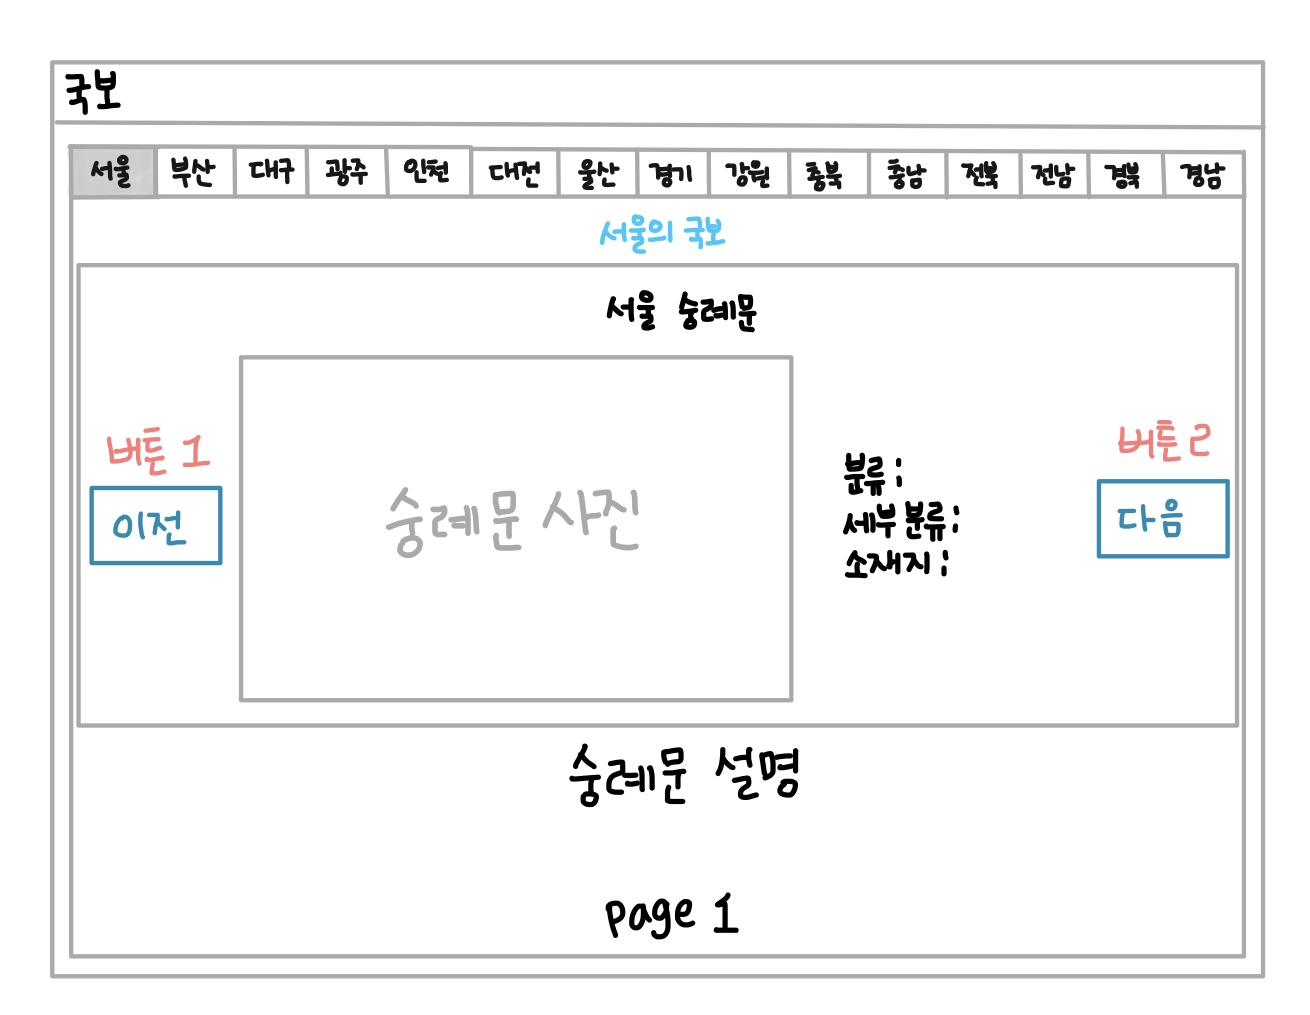 국보
서울 부산 대구 광주 인천 대전 울산 경기 강원 충북 충남 전북 전남 경북 경남
서울의 국보
서울 숭례문
버튼 1
이전
숭례문 사진
분류 :
세부 분류 :
소재지 :
버튼 2
다음
숭례문 설명
page 1